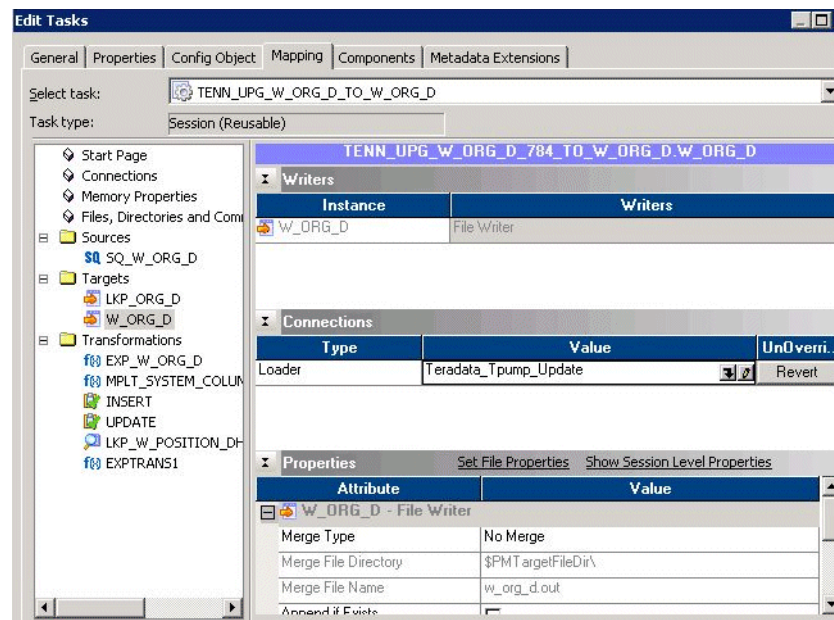 Edit Tasks
General Properties Config Object Mapping Components Metadata Extensions
Select task: TENN_UPG_W_ORG_D_TO_W_ORG_D
Task type: Session (Reusable)
Start Page
Connections
Memory Properties
Files, Directories and Com
Sources
SQ SQ_W_ORG_D
Targets
LKP_ORG_D
W_ORG_D
Transformations
f(x) EXP_W_ORG_D
f(x) MPLT_SYSTEM_COLUM
INSERT
UPDATE
LKP_W_POSITION_DH
f(x) EXPTRANS1
TENN_UPG_W_ORG_D_784_TO_W_ORG_D.W_ORG_D
Writers
Instance Writers
W_ORG_D File Writer
Connections
Type Value UnOverri..
Loader Teradata_Tpump_Update Revert
Properties Set File Properties Show Session Level Properties
Attribute Value
W_ORG_D - File Writer
Merge Type No Merge
Merge File Directory $PMTargetFileDir\
Merge File Name w_org_d.out
Append if Exists